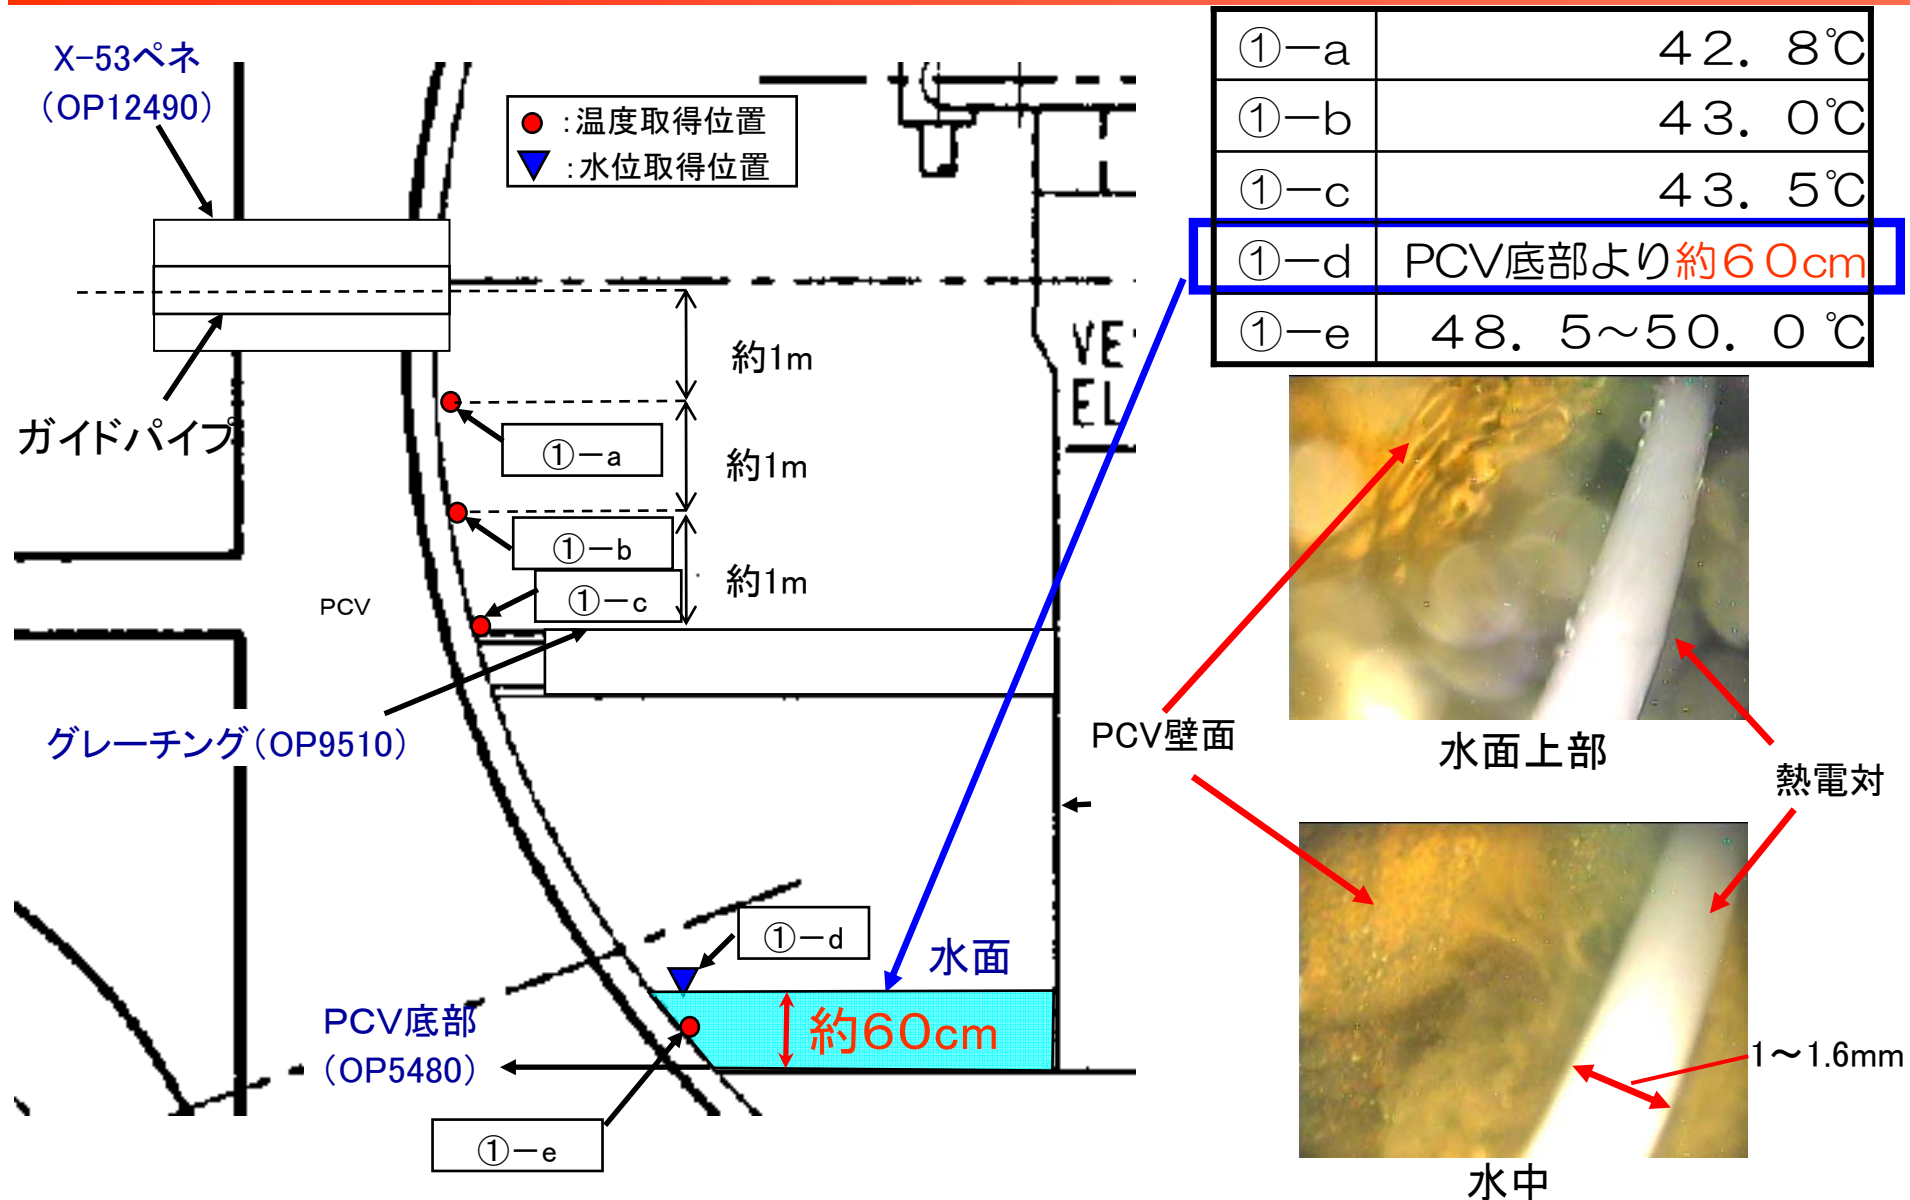 X-53ペネ
（OP12490）
：温度取得位置
：水位取得位置
ガイドパイプ
約1m
約1m
約1m
①－a
①－b
①－c
PCV
VE
EL
グレーチング（OP9510）
①－d
水面
約60cm
PCV底部
（OP5480）
①－e
①－a 42．8℃
①－b 43．0℃
①－c 43．5℃
①－d PCV底部より約60cm
①－e 48．5～50．0℃
PCV壁面
水面上部
熱電対
1～1.6mm
水中